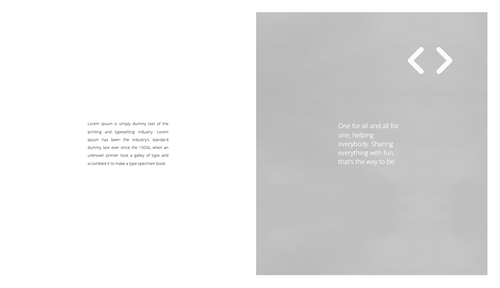 Lorem Ipsum is simply dummy text of the
printing and typesetting industry. Lorem
Ipsum has been the industry's standard
dummy text ever since the 1500s, when an
unknown printer took a galley of type and
scrambled it to make a type specimen book.
One for all and all for
one, helping
everybody. Sharing
everything with fun,
that's the way to be.